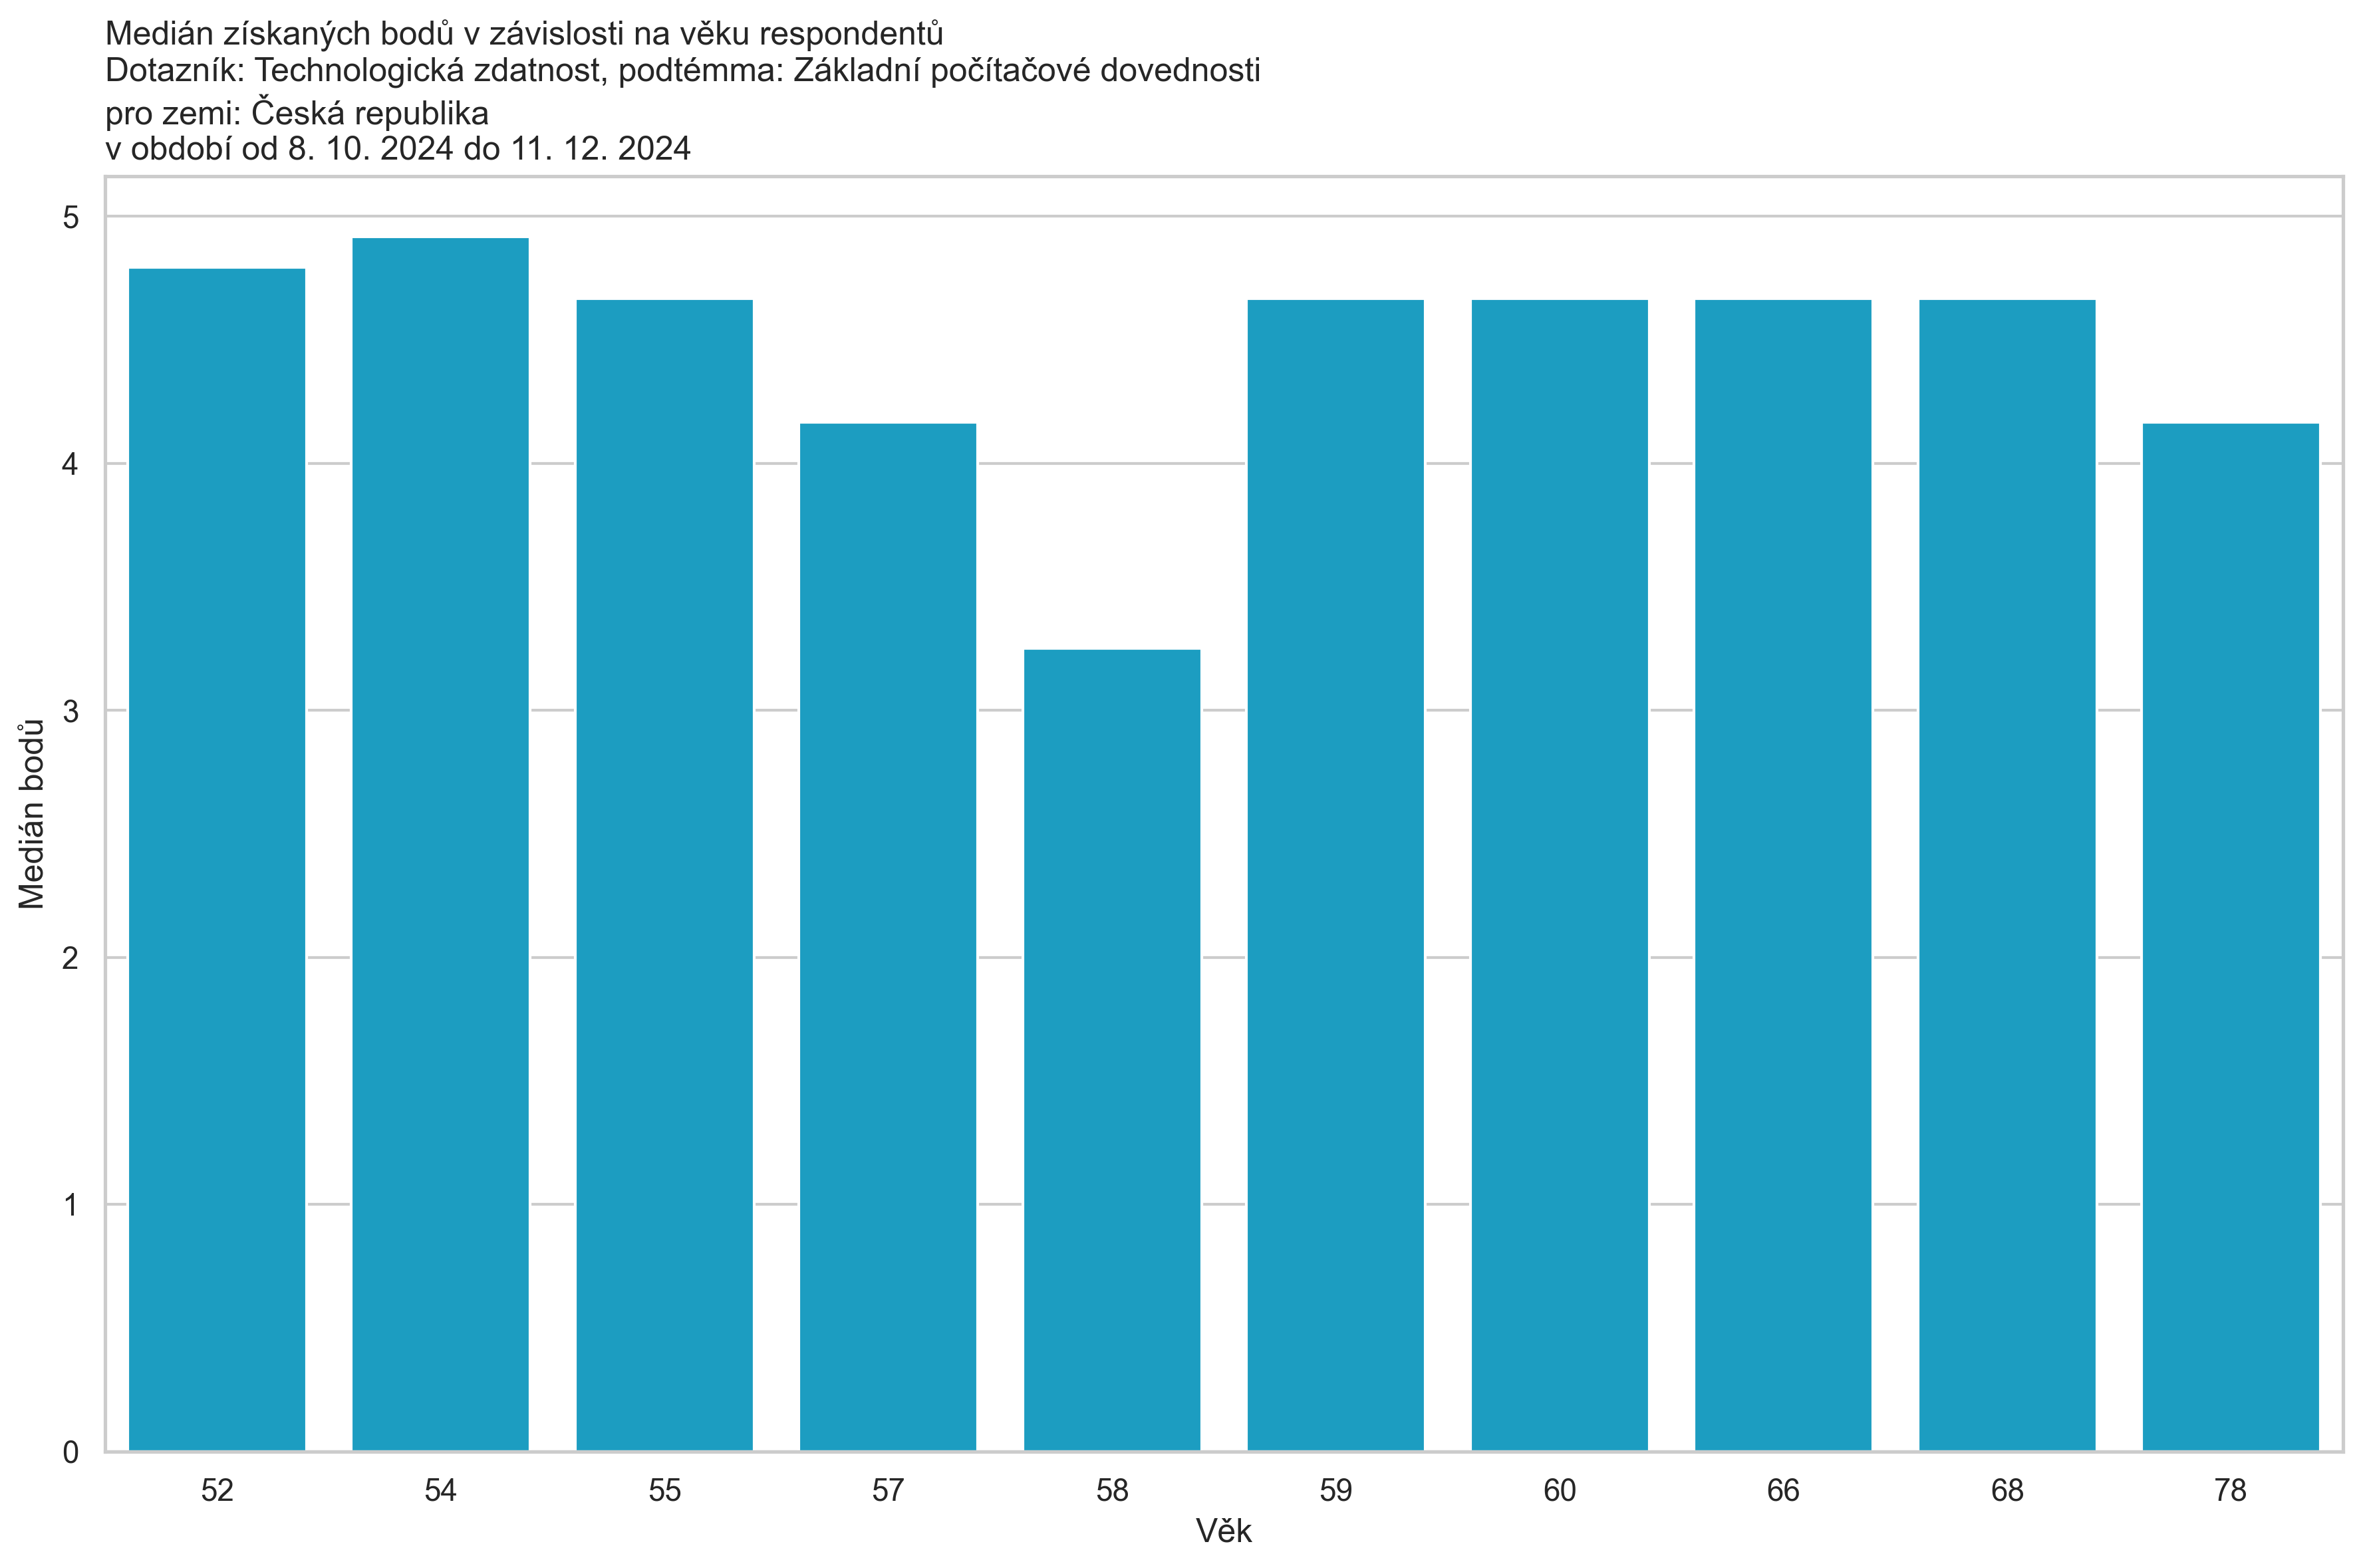 Medián získaných bodů v závislosti na věku respondentů
Dotazník: Technologická zdatnost, podtémma: Základní počítačové dovednosti
pro zemi: Česká republika
v období od 8. 10. 2024 do 11. 12. 2024
5
4
3
2
1
0
Medián bodů
52 54 55 57 58 59 60 66 68 78
Věk